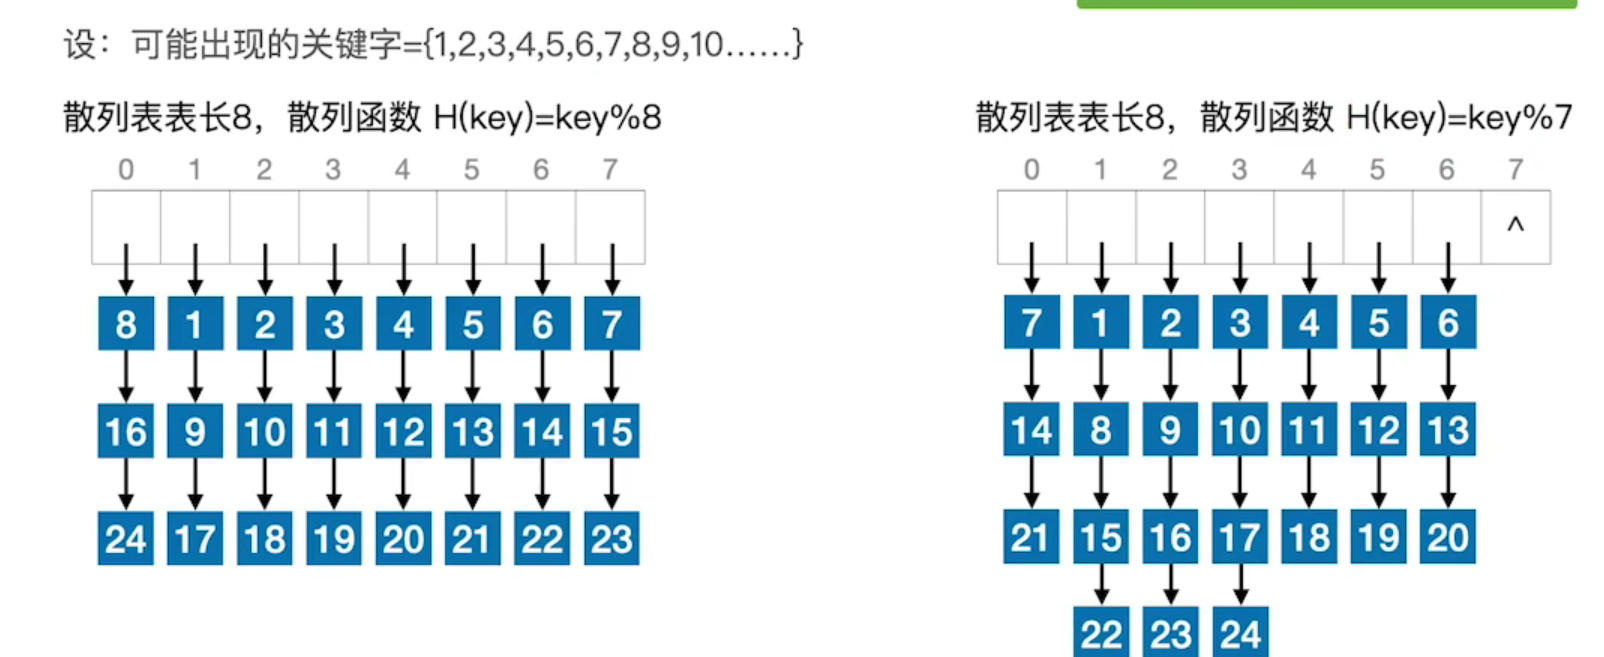 设：可能出现的关键字={1,2,3,4,5,6,7,8,9,10……}
散列表表长8，散列函数 H(key)=key%8
0 1 2 3 4 5 6 7
8 1 2 3 4 5 6 7
16 9 10 11 12 13 14 15
24 17 18 19 20 21 22 23
散列表表长8，散列函数 H(key)=key%7
0 1 2 3 4 5 6 7
^
7 1 2 3 4 5 6
14 8 9 10 11 12 13
21 15 16 17 18 19 20
22 23 24